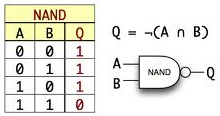 NAND
A B Q
0 0 1
0 1 1
1 0 1
1 1 0
Q = ¬(A ∩ B)
A
B
NAND
Q